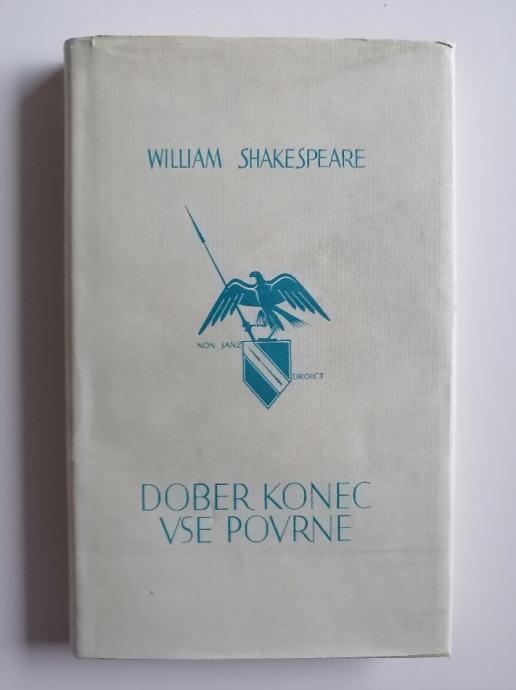 WILLIAM SHAKESPEARE
NON SANZ
DROICT
DOBER KONEC
VSE POVRNE